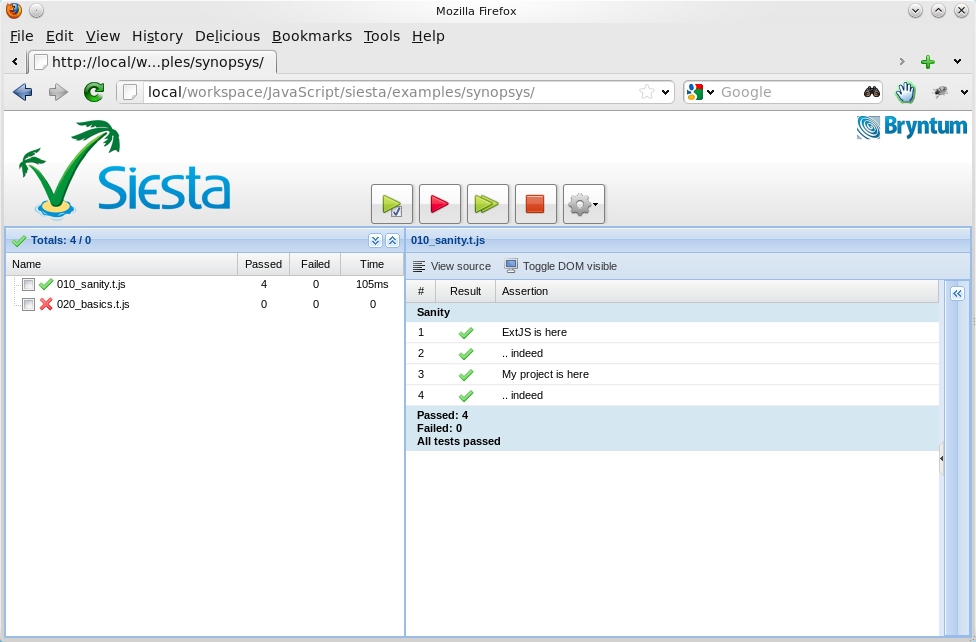 Mozilla Firefox
File Edit View History Delicious Bookmarks Tools Help
http://local/w...ples/synopsys/
local/workspace/JavaScript/siesta/examples/synopsys/
Google
Siesta
Bryntum
Totals: 4 / 0
010_sanity.t.js
Name Passed Failed Time
010_sanity.t.js 4 0 105ms
020_basics.t.js 0 0 0
View source Toggle DOM visible
# Result Assertion
Sanity
1 ExtJS is here
2 .. indeed
3 My project is here
4 .. indeed
Passed: 4
Failed: 0
All tests passed